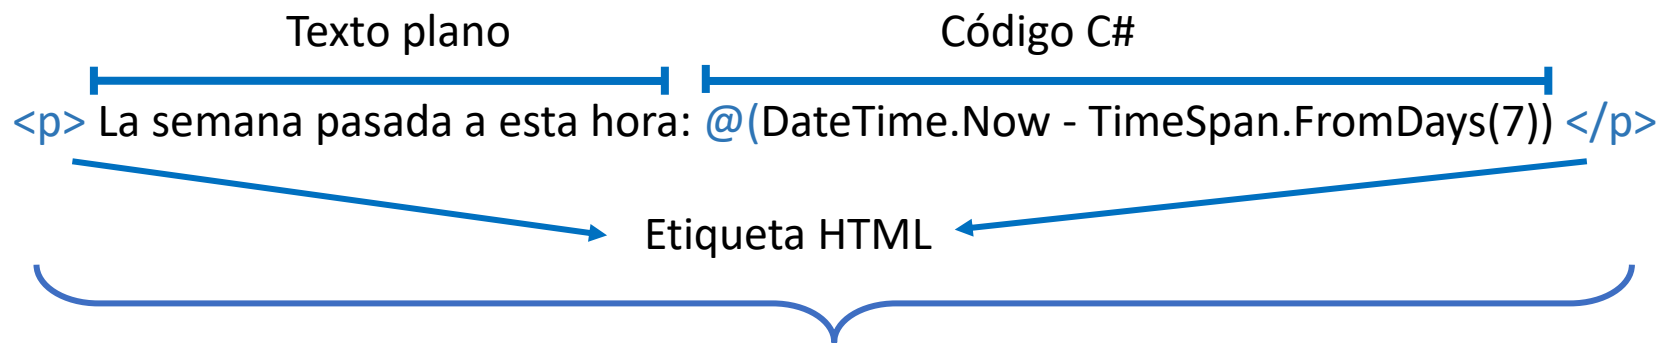 Texto plano Código C#
<p> La semana pasada a esta hora: @(DateTime.Now - TimeSpan.FromDays(7)) </p>
Etiqueta HTML